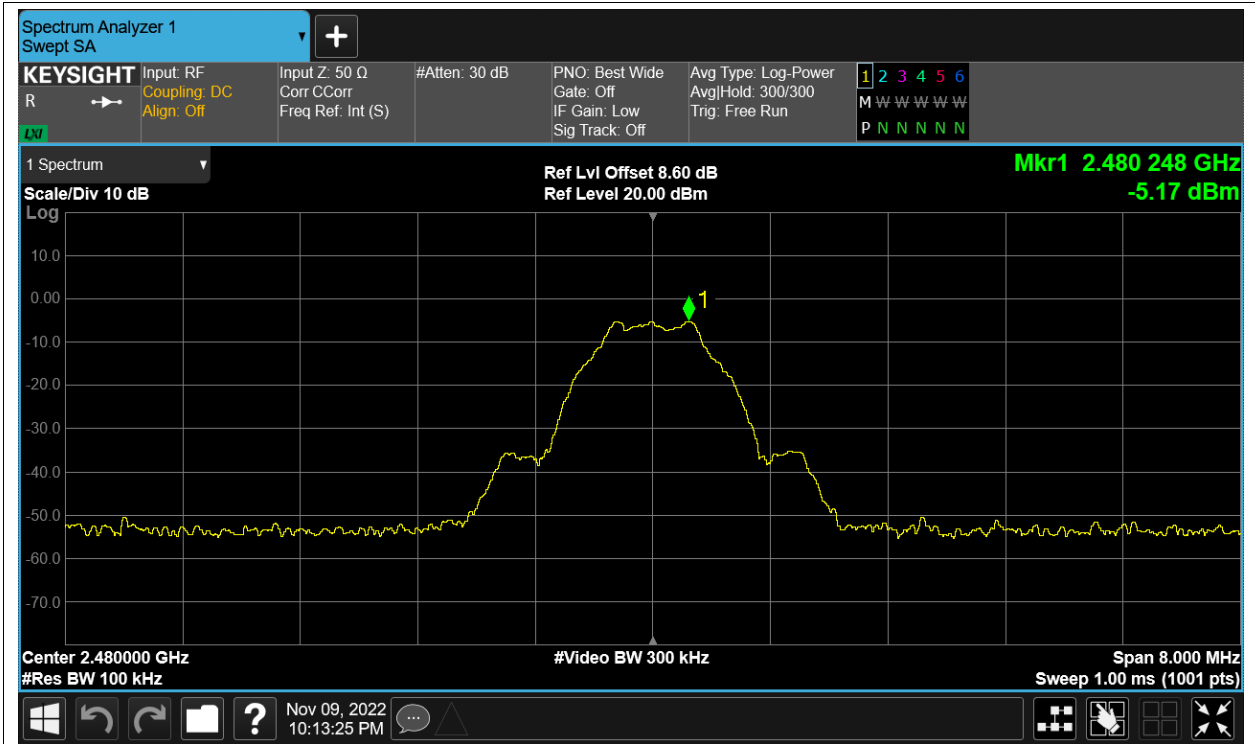 Spectrum Analyzer 1
Swept SA
KEYSIGHT
R
LXI
Input: RF
Coupling: DC
Align: Off
Input Z: 50 Ω
Corr CCorr
Freq Ref: Int (S)
#Atten: 30 dB
PNO: Best Wide
Gate: Off
IF Gain: Low
Sig Track: Off
Avg Type: Log-Power
Avg|Hold: 300/300
Trig: Free Run
1 2 3 4 5 6
M W W W W W W
P N N N N N N
1 Spectrum
Scale/Div 10 dB
Log
Ref Lvl Offset 8.60 dB
Ref Level 20.00 dBm
Mkr1 2.480 248 GHz
-5.17 dBm
1
10.0
0.00
-10.0
-20.0
-30.0
-40.0
-50.0
-60.0
-70.0
Center 2.480000 GHz
#Video BW 300 kHz
Span 8.000 MHz
#Res BW 100 kHz
Sweep 1.00 ms (1001 pts)
?
Nov 09, 2022
10:13:25 PM